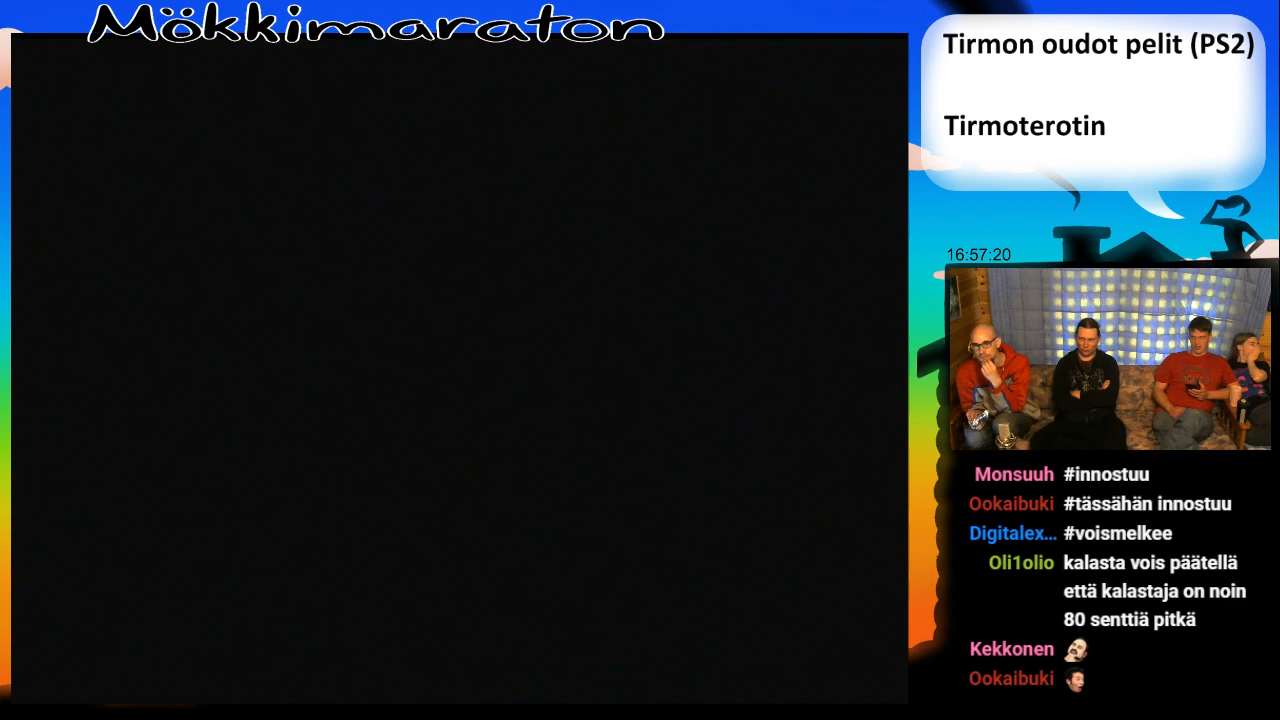 Mökkimaraton
Tirmon oudot pelit (PS2)
Tirmoterotin
16:57:20
Monsuuh #innostuu
Ookaibuki #tässähän innostuu
Digitalex... #voismelkee
Oli1olio kalasta vois päätellä
että kalastaja on noin
80 senttiä pitkä
Kekkonen
Ookaibuki